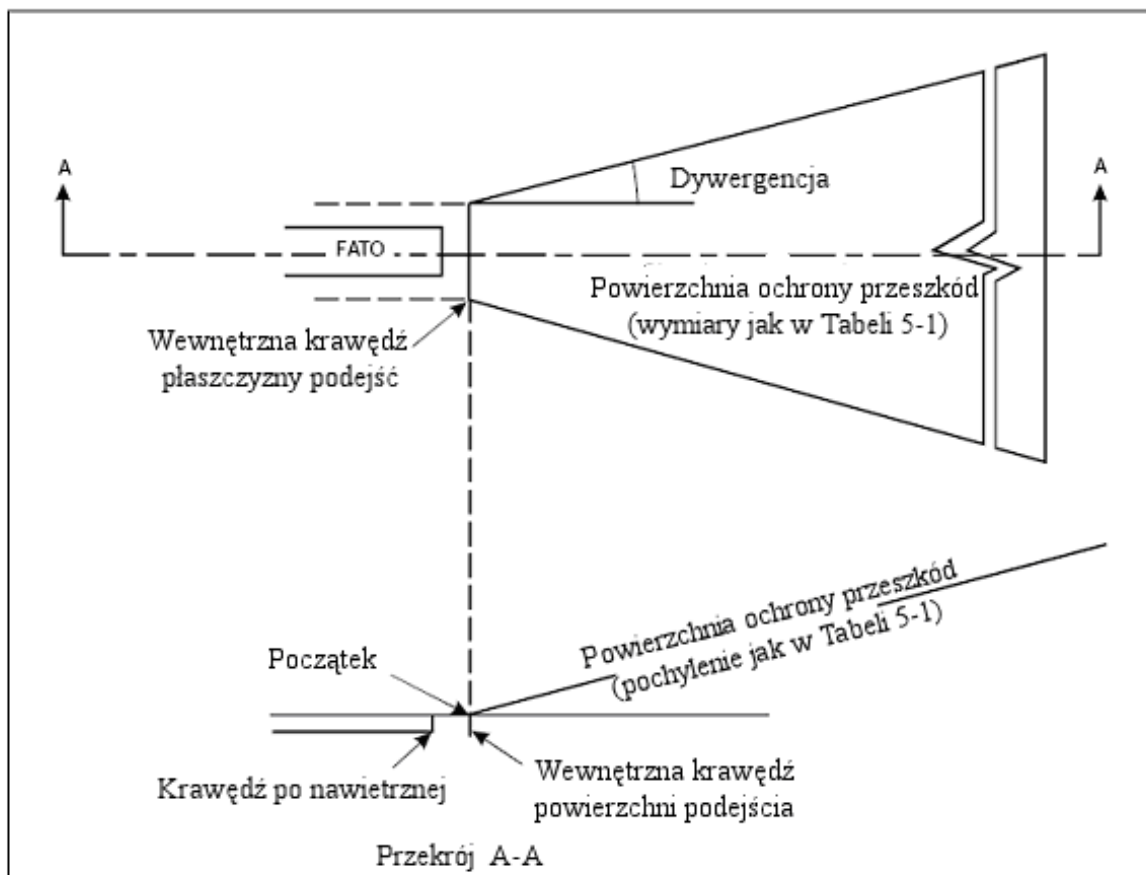 A
A
Dywergencja
FATO
Powierzchnia ochrony przeszkód
(wymiary jak w Tabeli 5-1)
Wewnętrzna krawędź
płaszczyzny podejść
Powierzchnia ochrony przeszkód
(pochylenie jak w Tabeli 5-1)
Początek
Krawędź po nawietrznej
Wewnętrzna krawędź
powierzchni podejścia
Przekrój A-A